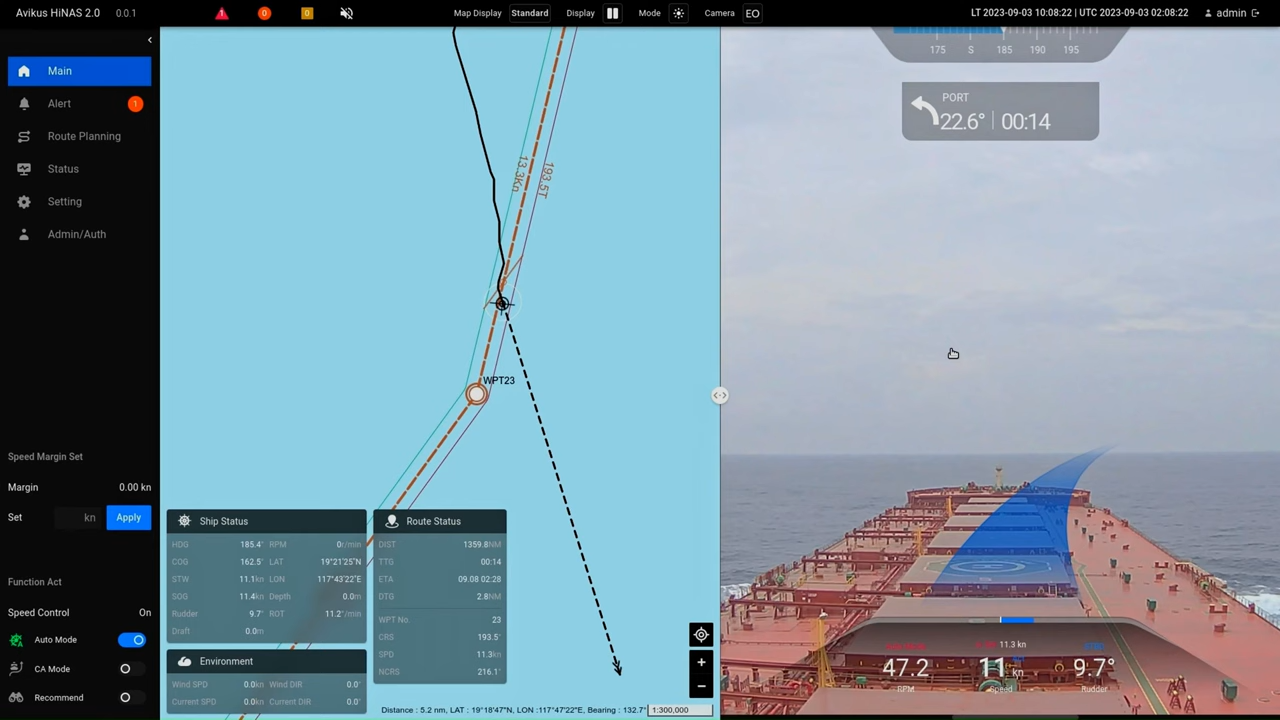 Avikus HiNAS 2.0 0.0.1
1 0 0
Map Display Standard Display Mode Camera EO
LT 2023-09-03 10:08:22 | UTC 2023-09-03 02:08:22 admin
Main
Alert 1
Route Planning
Status
Setting
Admin/Auth
Speed Margin Set
Margin 0.00 kn
Set kn Apply
Function Act
Speed Control On
Auto Mode
CA Mode
Recommend
13.3Kn
193.5T
WPT23
Ship Status
HDG 185.4° RPM 0r/min
COG 162.5° LAT 19°21'25"N
STW 11.1kn LON 117°43'22"E
SOG 11.4kn Depth 0.0m
Rudder 9.7° ROT 11.2°/min
Draft 0.0m
Environment
Wind SPD 0.0kn Wind DIR 0.0°
Current SPD 0.0kn Current DIR 0.0°
Route Status
DIST 1359.8NM
TTG 00:14
ETA 09.08 02:28
DTG 2.8NM
WPT No. 23
CRS 193.5°
SPD 11.3kn
NCRS 216.1°
+
−
Distance : 5.2 nm, LAT : 19°18'47"N, LON :117°47'22"E, Bearing : 132.7° 1:300,000
175 S 185 190 195
PORT
22.6° | 00:14
11.3 kn
47.2 11 kn 9.7°
RPM Speed Rudder